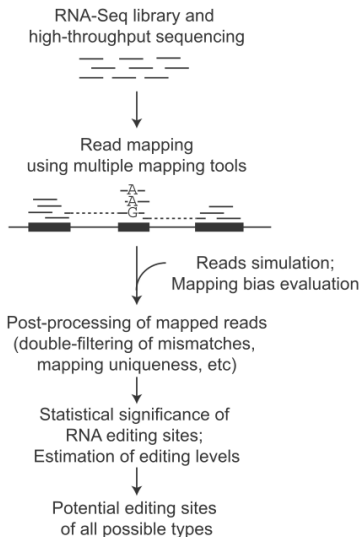 RNA-Seq library and
high-throughput sequencing
Read mapping
using multiple mapping tools
A
A
G
Reads simulation;
Mapping bias evaluation
Post-processing of mapped reads
(double-filtering of mismatches,
mapping uniqueness, etc)
Statistical significance of
RNA editing sites;
Estimation of editing levels
Potential editing sites
of all possible types